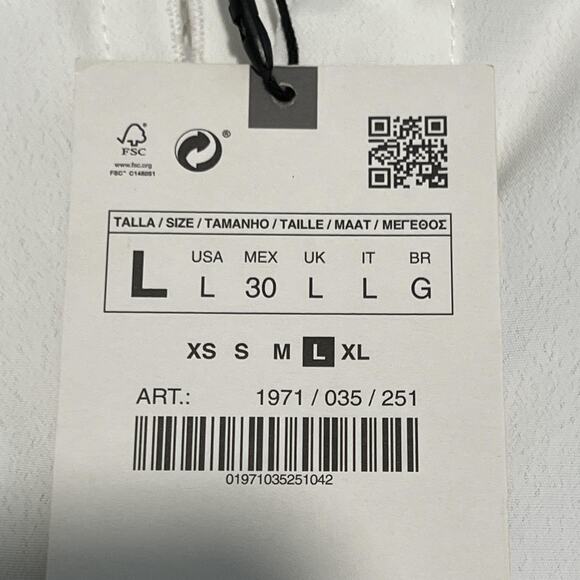 FSC
www.fsc.org
FSC™ C148051
®
TALLA / SIZE / TAMANHO / TAILLE / MAAT / ΜΕΓΕΘΟΣ
L
USA MEX UK IT BR
L 30 L L G
XS S M L XL
ART.: 1971 / 035 / 251
01971035251042